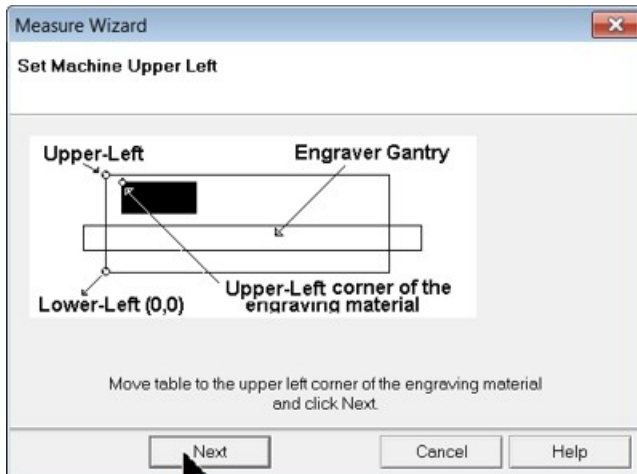 Measure Wizard
Set Machine Upper Left
Upper-Left
Engraver Gantry
Lower-Left (0,0)
Upper-Left corner of the
engraving material
Move table to the upper left corner of the engraving material
and click Next.
Next
Cancel
Help